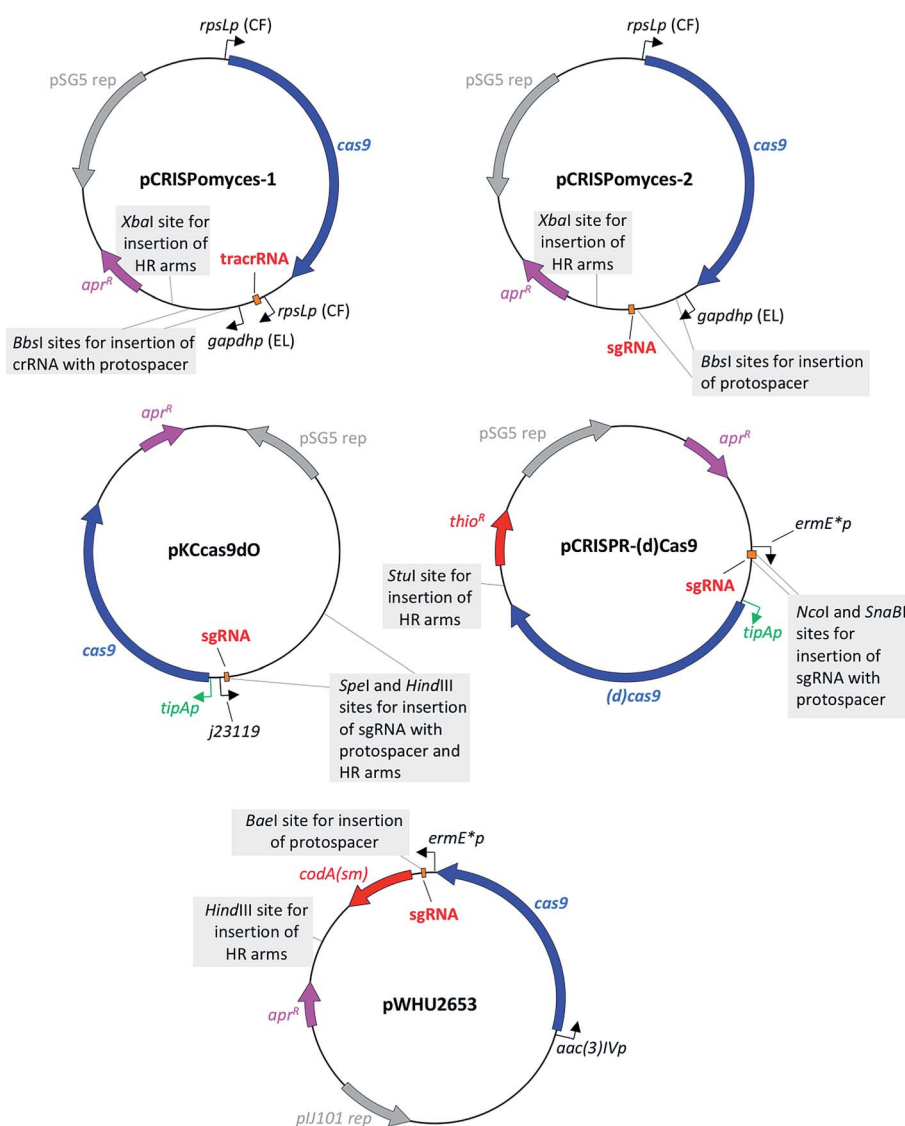 rpsLp (CF)
pSG5 rep
cas9
pCRISPomyces-1
XbaI site for
insertion of
HR arms
tracrRNA
aprᴿ
rpsLp (CF)
gapdhp (EL)
BbsI sites for insertion of
crRNA with protospacer
rpsLp (CF)
pSG5 rep
cas9
pCRISPomyces-2
XbaI site for
insertion of
HR arms
aprᴿ
gapdhp (EL)
sgRNA
BbsI sites for insertion
of protospacer
aprᴿ
pSG5 rep
pKCcas9dO
cas9
sgRNA
tipAp
j23119
SpeI and HindIII
sites for insertion
of sgRNA with
protospacer and
HR arms
pSG5 rep
aprᴿ
thioᴿ
ermE*p
pCRISPR-(d)Cas9
sgRNA
StuI site for
insertion of
HR arms
tipAp
NcoI and SnaBI
sites for
insertion of
sgRNA with
protospacer
(d)cas9
BaeI site for insertion
of protospacer
ermE*p
codA(sm)
cas9
sgRNA
HindIII site for
insertion of
HR arms
pWHU2653
aprᴿ
aac(3)IVp
pIJ101 rep